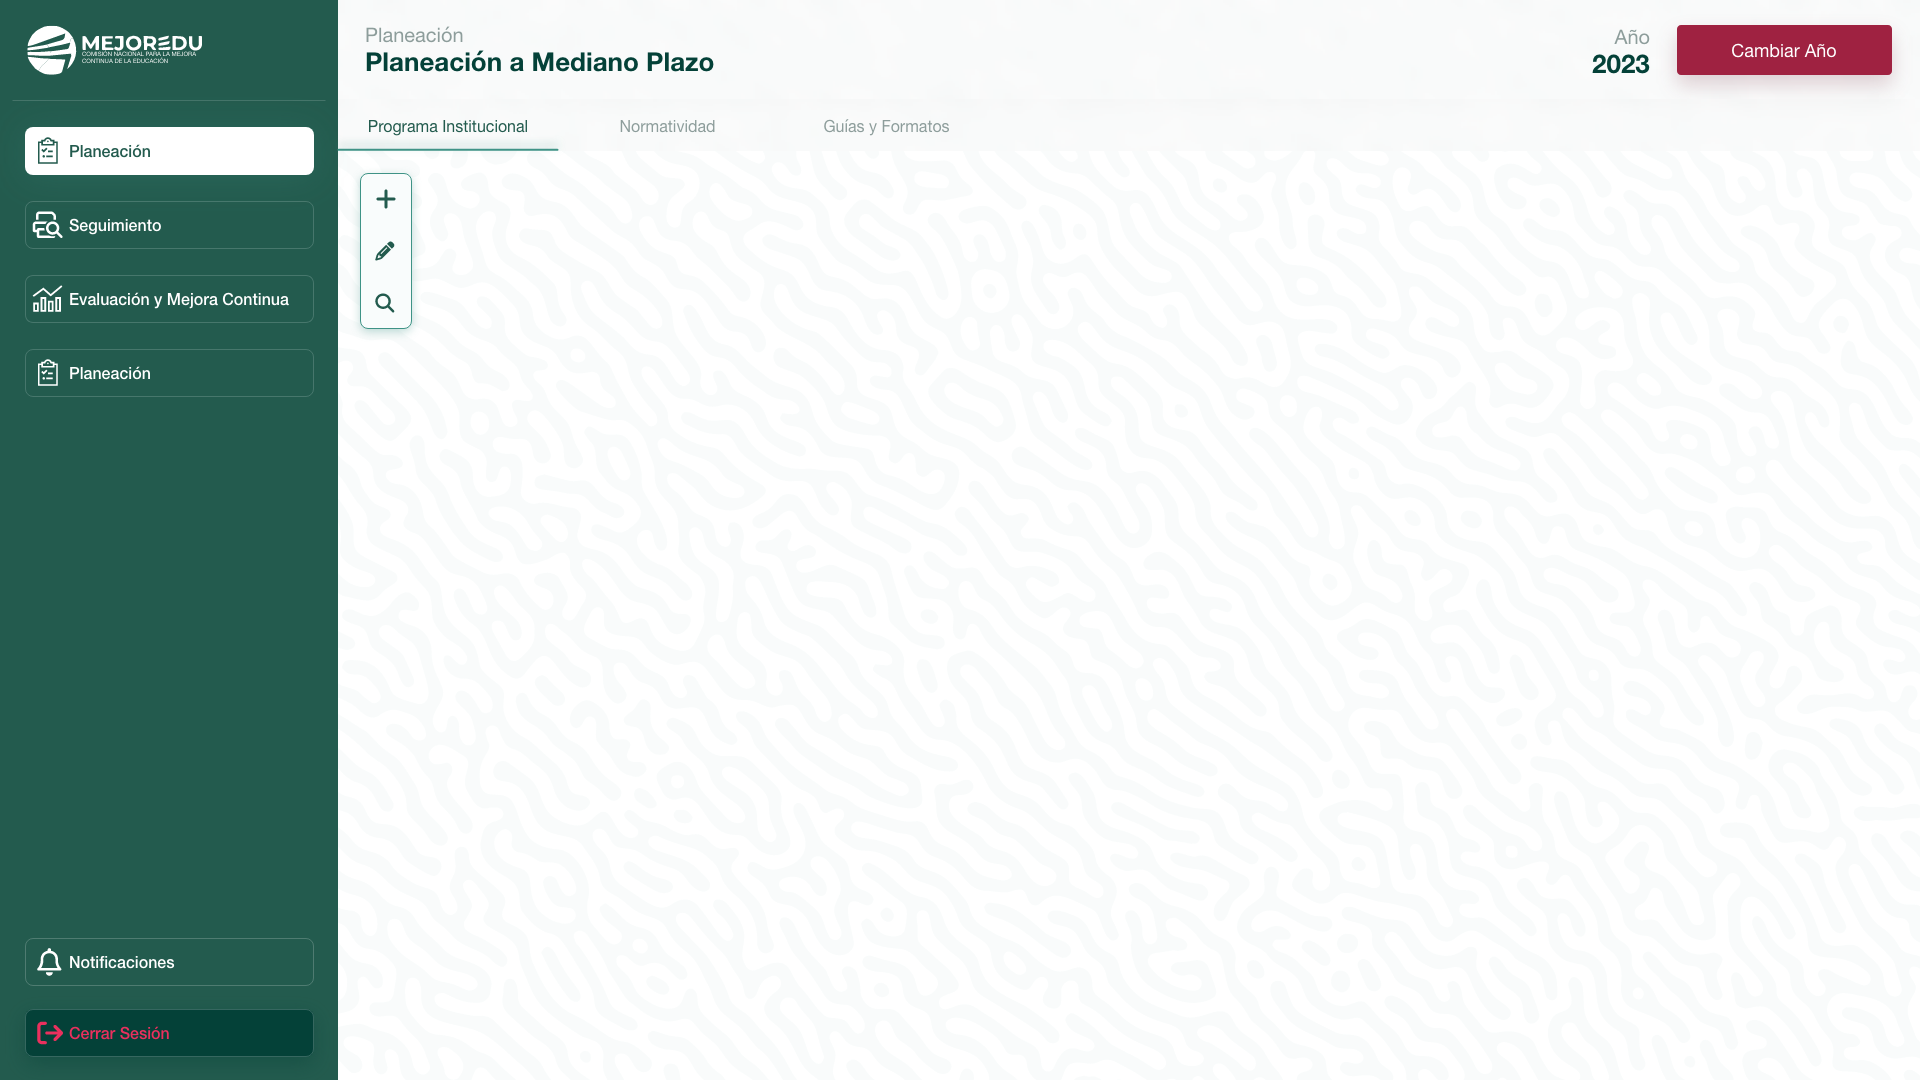 MEJOREDU
COMISIÓN NACIONAL PARA LA MEJORA
CONTINUA DE LA EDUCACIÓN
Planeación
Seguimiento
Evaluación y Mejora Continua
Planeación
Notificaciones
Cerrar Sesión
Planeación
Planeación a Mediano Plazo
Año
2023
Cambiar Año
Programa Institucional
Normatividad
Guías y Formatos